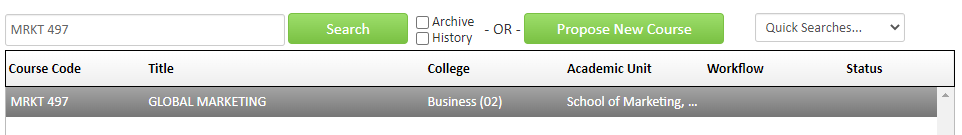 MRKT 497 Search Archive History - OR - Propose New Course Quick Searches...
Course Code Title College Academic Unit Workflow Status
MRKT 497 GLOBAL MARKETING Business (02) School of Marketing, ...